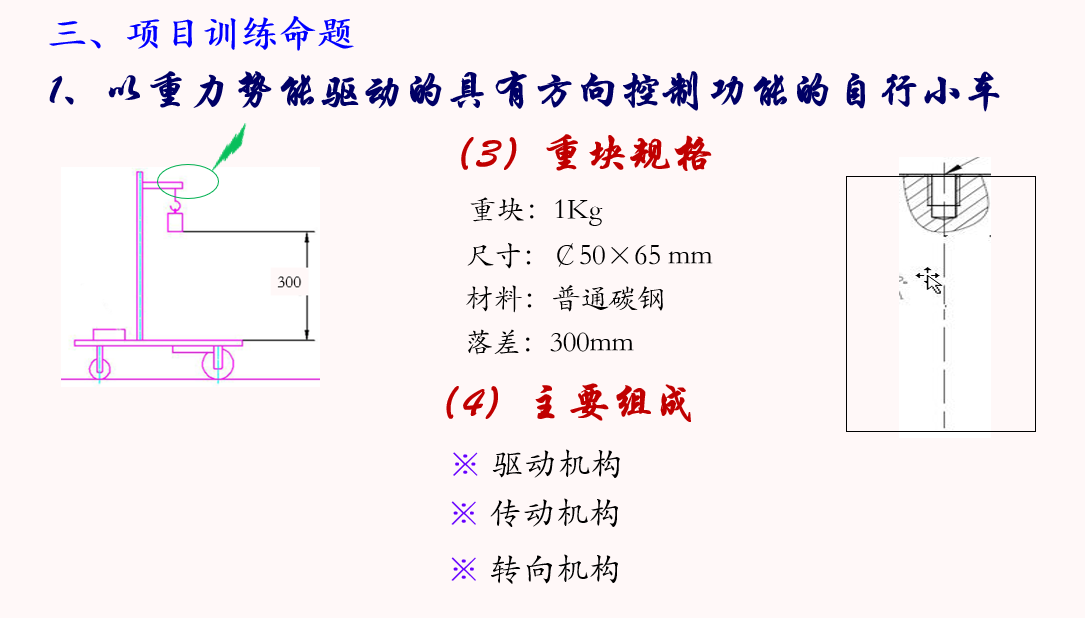 三、项目训练命题
1、以重力势能驱动的具有方向控制功能的自行小车
(3) 重块规格
重块：1Kg
尺寸：₵50×65 mm
材料：普通碳钢
落差：300mm
300
(4) 主要组成
※ 驱动机构
※ 传动机构
※ 转向机构